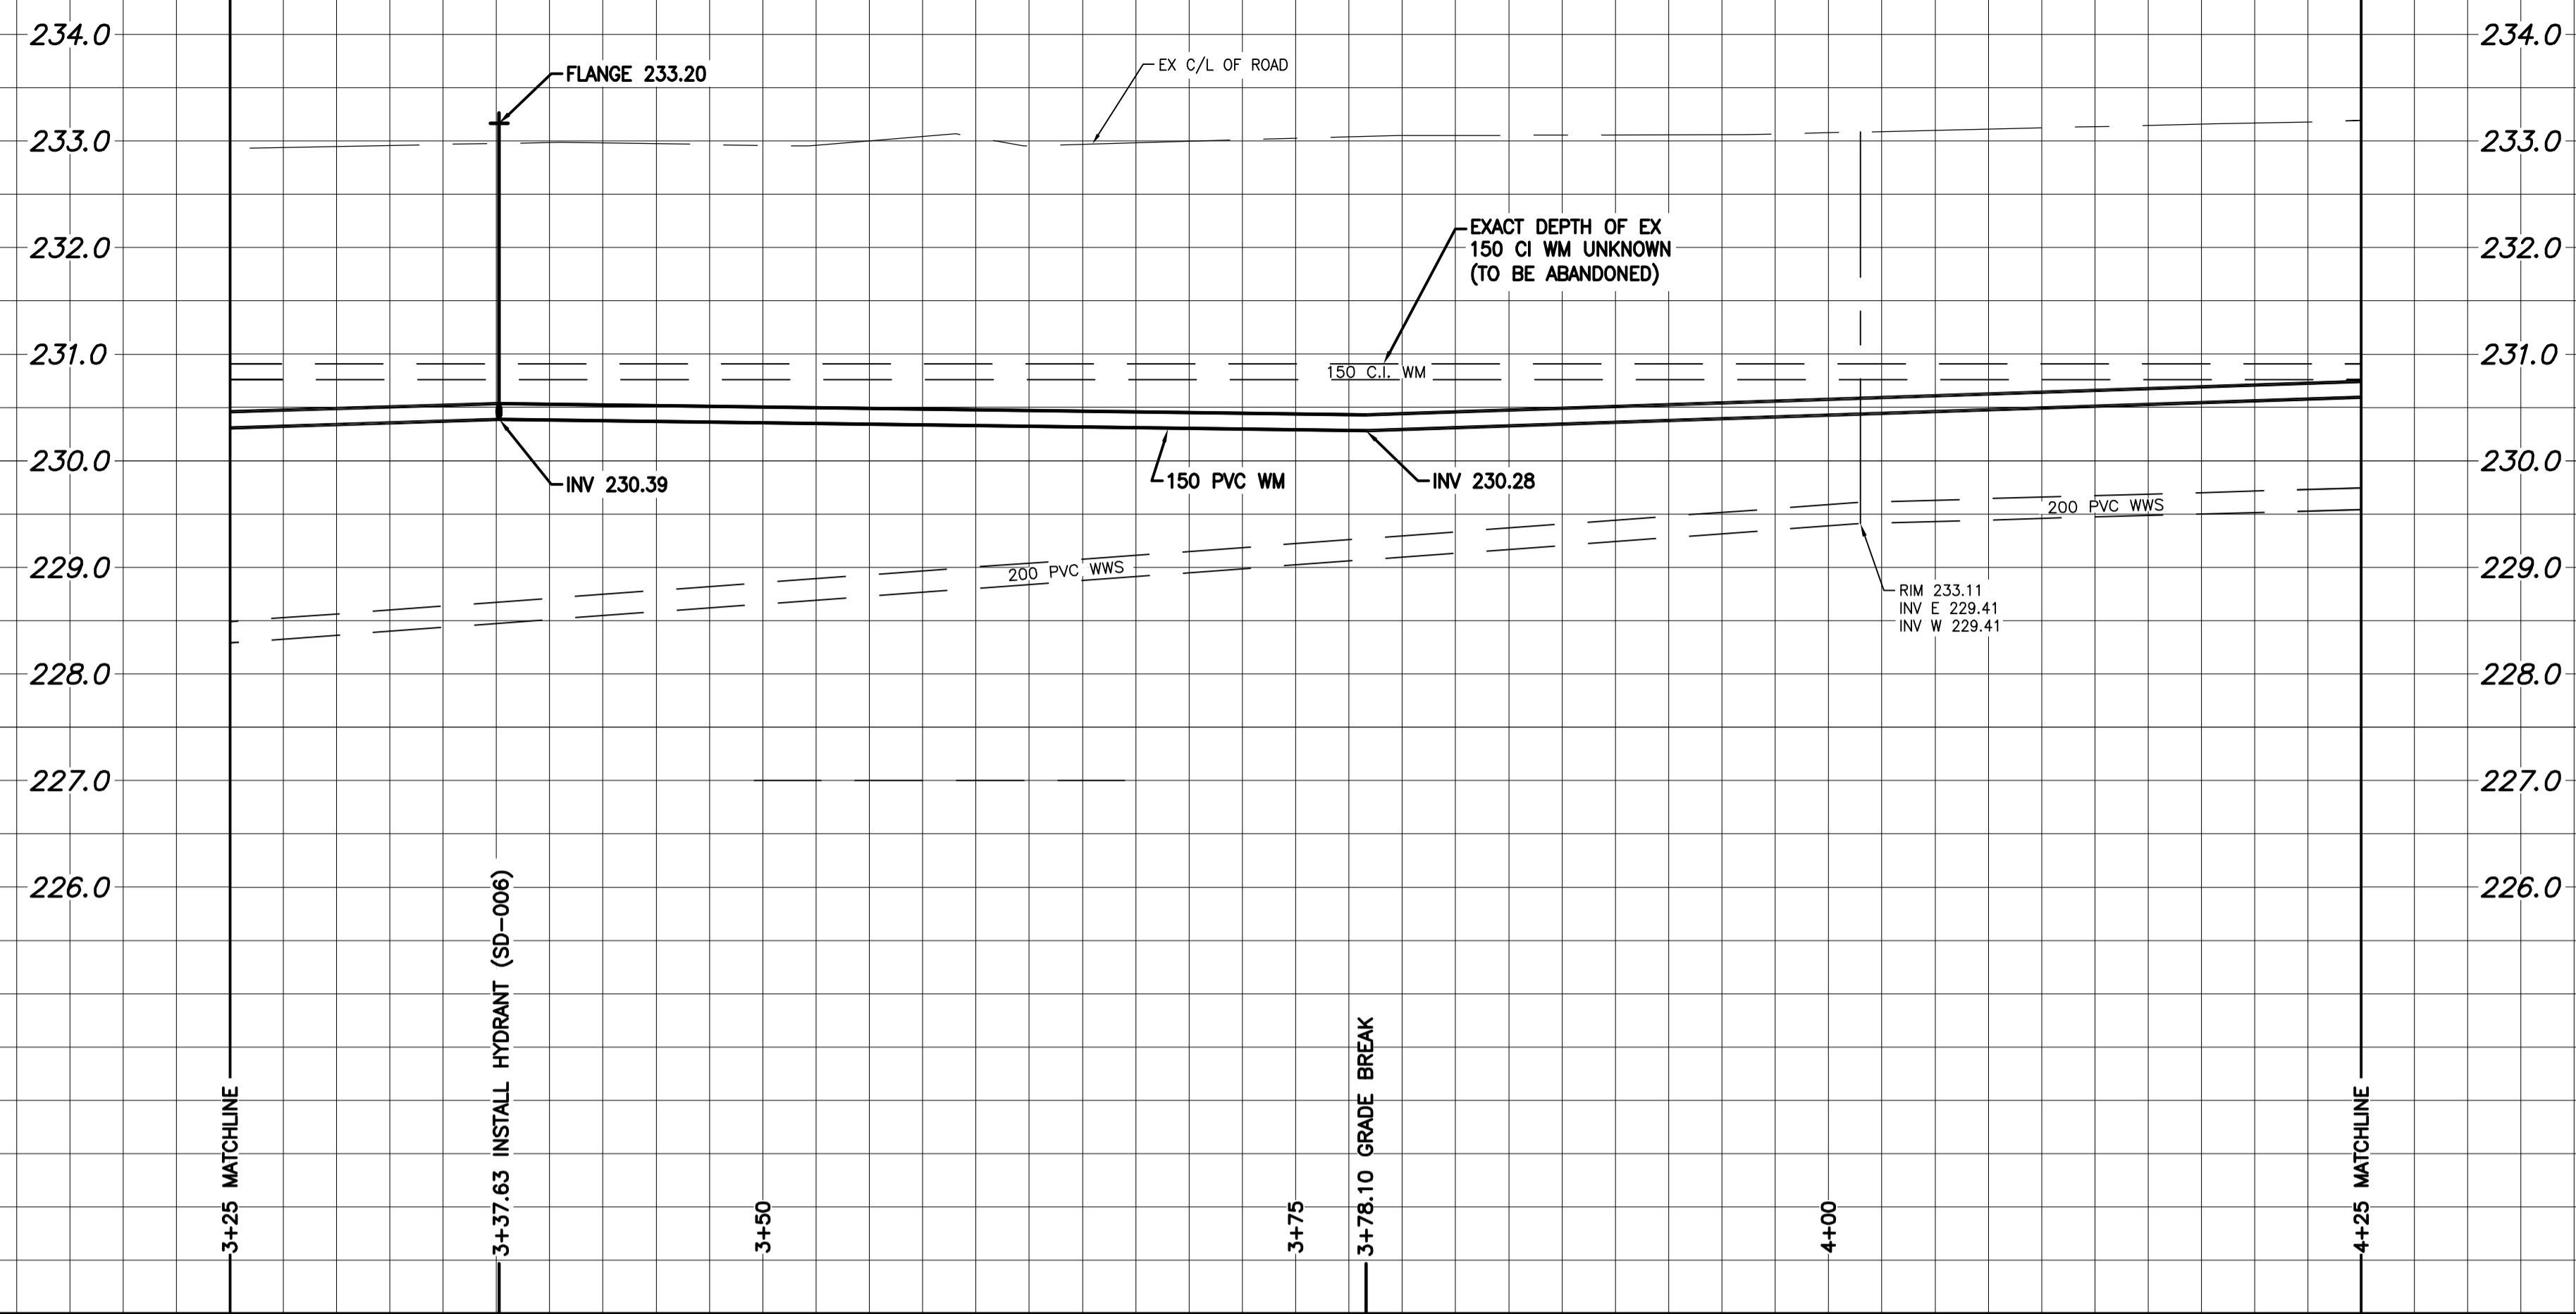 234.0
234.0
FLANGE 233.20
EX C/L OF ROAD
233.0
233.0
EXACT DEPTH OF EX
150 CI WM UNKNOWN
(TO BE ABANDONED)
232.0
232.0
231.0
231.0
150 C.I. WM
230.0
230.0
INV 230.39
150 PVC WM
INV 230.28
200 PVC WWS
229.0
229.0
200 PVC WWS
RIM 233.11
INV E 229.41
INV W 229.41
228.0
228.0
227.0
227.0
226.0
226.0
3+25 MATCHLINE
3+37.63 INSTALL HYDRANT (SD-006)
3+50
3+75
3+78.10 GRADE BREAK
4+00
4+25 MATCHLINE